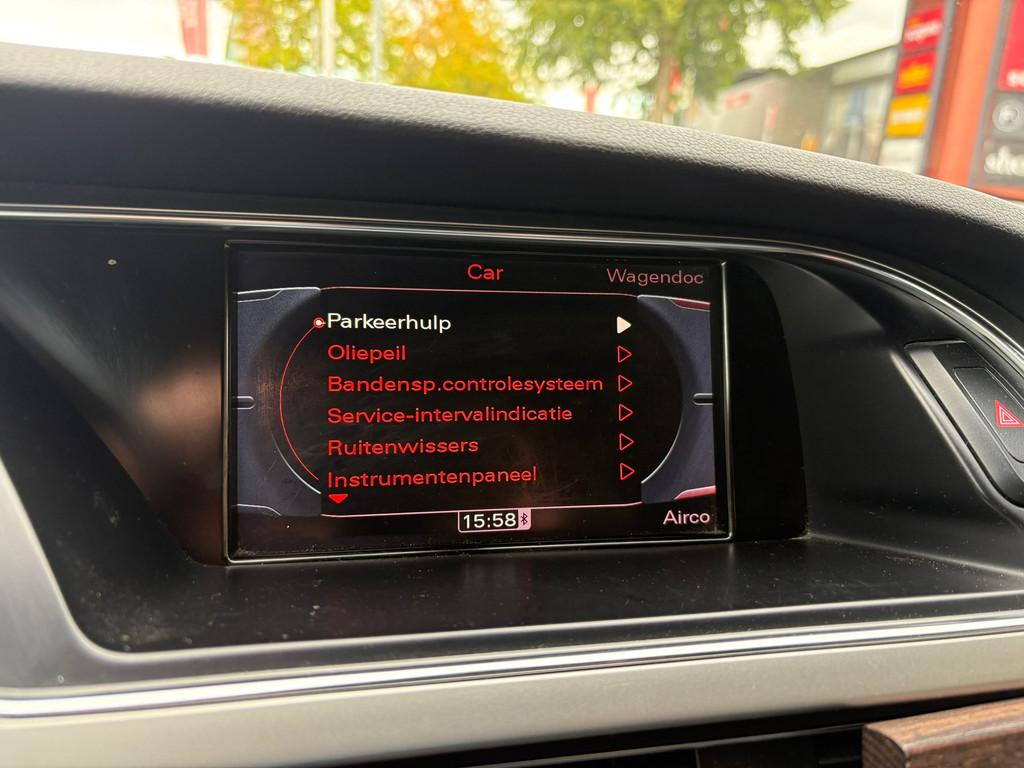 Car
Wagendoc
Parkeerhulp
Oliepeil
Bandensp.controlesysteem
Service-intervalindicatie
Ruitenwissers
Instrumentenpaneel
15:58
Airco